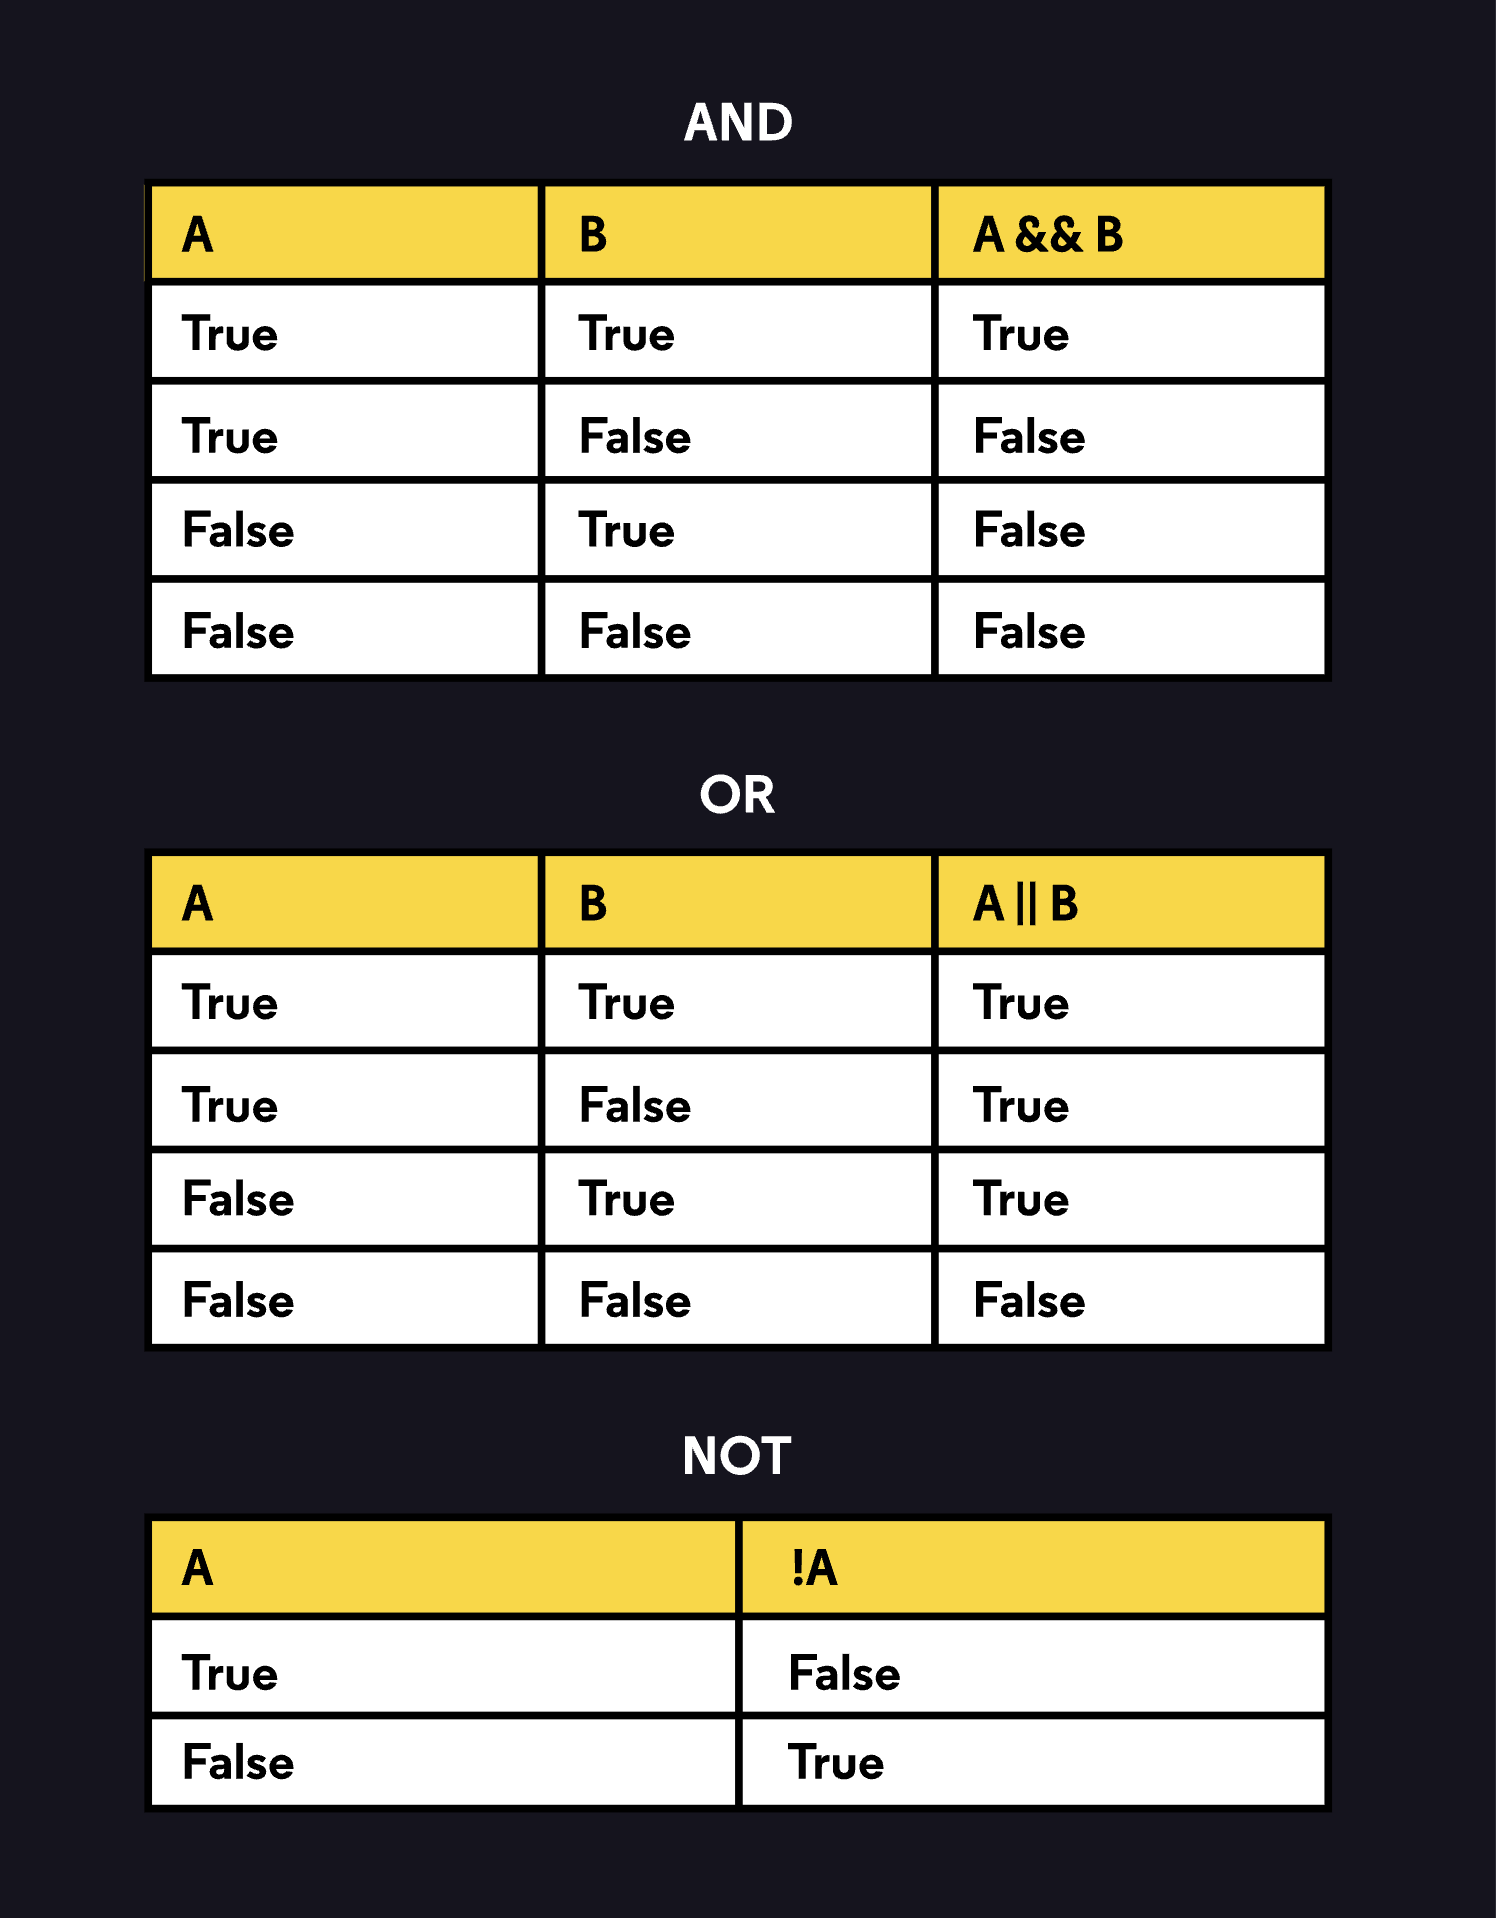 AND
A B A && B
True True True
True False False
False True False
False False False
OR
A B A || B
True True True
True False True
False True True
False False False
NOT
A !A
True False
False True